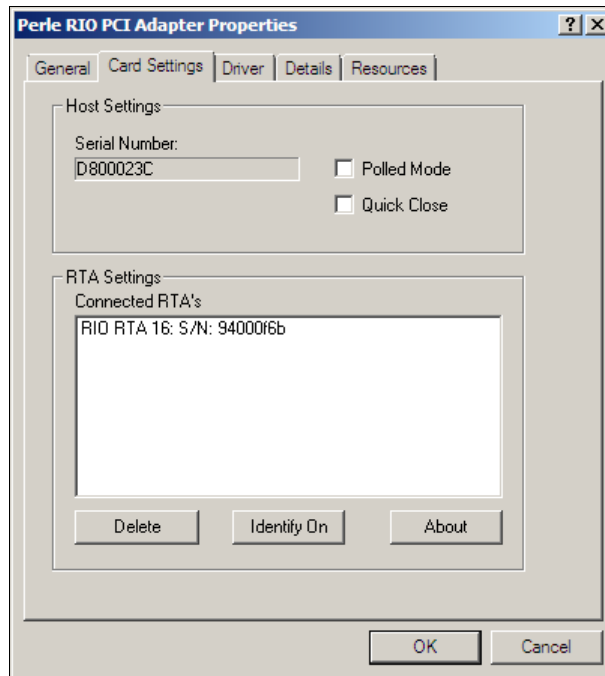 Perle RIO PCI Adapter Properties
General Card Settings Driver Details Resources
Host Settings
Serial Number:
D800023C
Polled Mode
Quick Close
RTA Settings
Connected RTA's
RIO RTA 16: S/N: 94000f6b
Delete Identify On About
OK Cancel